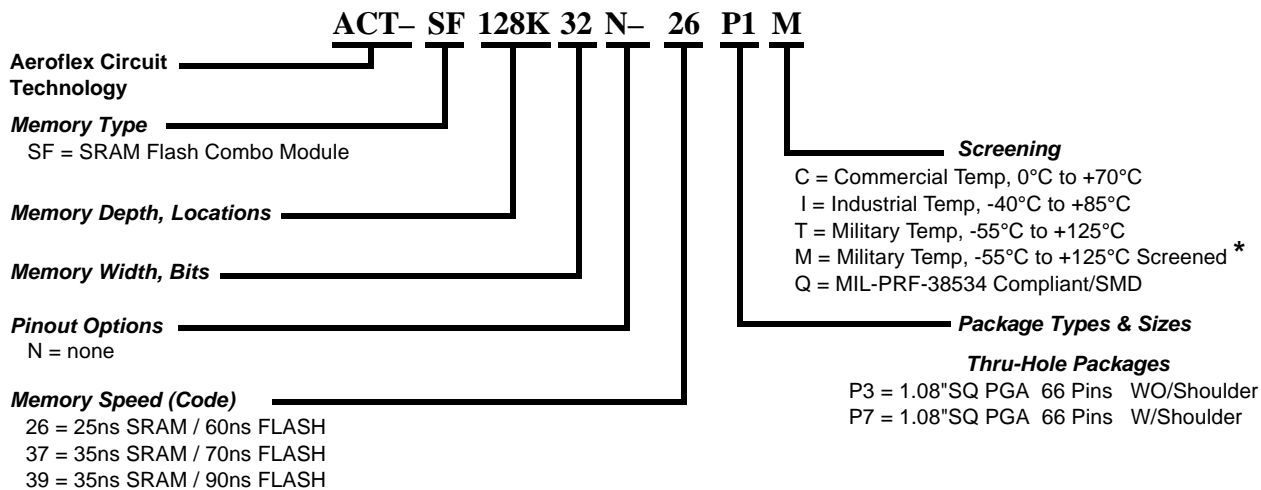 ACT– SF 128K 32 N– 26 P1 M
Aeroflex Circuit
Technology
Memory Type
SF = SRAM Flash Combo Module
Memory Depth, Locations
Memory Width, Bits
Pinout Options
N = none
Memory Speed (Code)
26 = 25ns SRAM / 60ns FLASH
37 = 35ns SRAM / 70ns FLASH
39 = 35ns SRAM / 90ns FLASH
Screening
C = Commercial Temp, 0°C to +70°C
I = Industrial Temp, -40°C to +85°C
T = Military Temp, -55°C to +125°C
M = Military Temp, -55°C to +125°C Screened *
Q = MIL-PRF-38534 Compliant/SMD
Package Types & Sizes
Thru-Hole Packages
P3 = 1.08"SQ PGA 66 Pins WO/Shoulder
P7 = 1.08"SQ PGA 66 Pins W/Shoulder